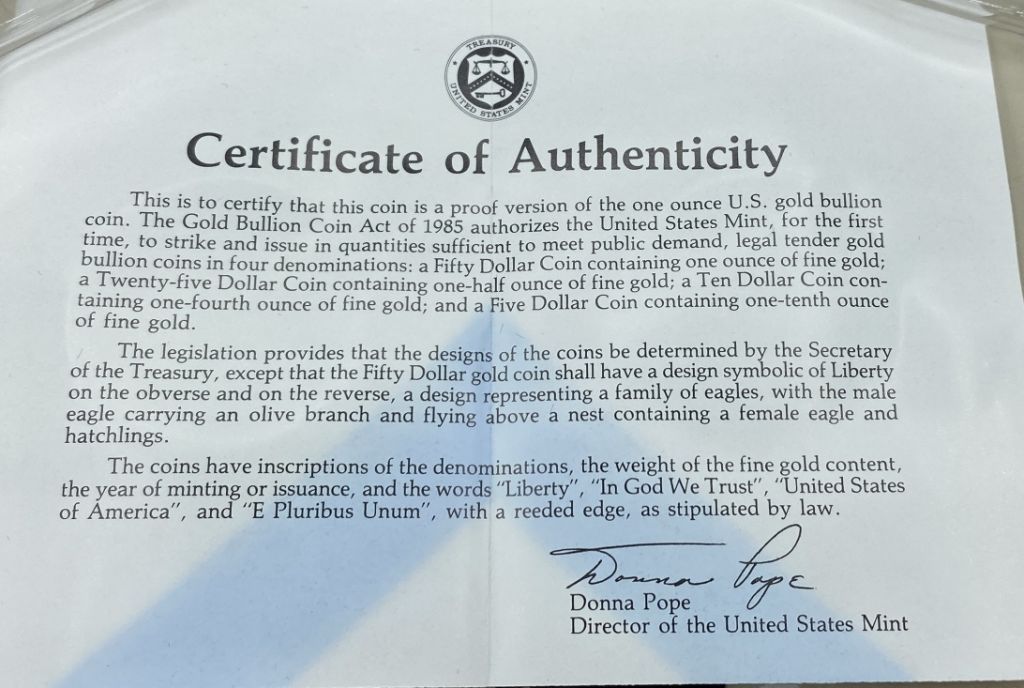 TREASURY
UNITED STATES MINT
Certificate of Authenticity
This is to certify that this coin is a proof version of the one ounce U.S. gold bullion
coin. The Gold Bullion Coin Act of 1985 authorizes the United States Mint, for the first
time, to strike and issue in quantities sufficient to meet public demand, legal tender gold
bullion coins in four denominations: a Fifty Dollar Coin containing one ounce of fine gold;
a Twenty-five Dollar Coin containing one-half ounce of fine gold; a Ten Dollar Coin con-
taining one-fourth ounce of fine gold; and a Five Dollar Coin containing one-tenth ounce
of fine gold.
The legislation provides that the designs of the coins be determined by the Secretary
of the Treasury, except that the Fifty Dollar gold coin shall have a design symbolic of Liberty
on the obverse and on the reverse, a design representing a family of eagles, with the male
eagle carrying an olive branch and flying above a nest containing a female eagle and
hatchlings.
The coins have inscriptions of the denominations, the weight of the fine gold content,
the year of minting or issuance, and the words “Liberty”, “In God We Trust”, “United States
of America”, and “E Pluribus Unum”, with a reeded edge, as stipulated by law.
Donna Pope
Donna Pope
Director of the United States Mint